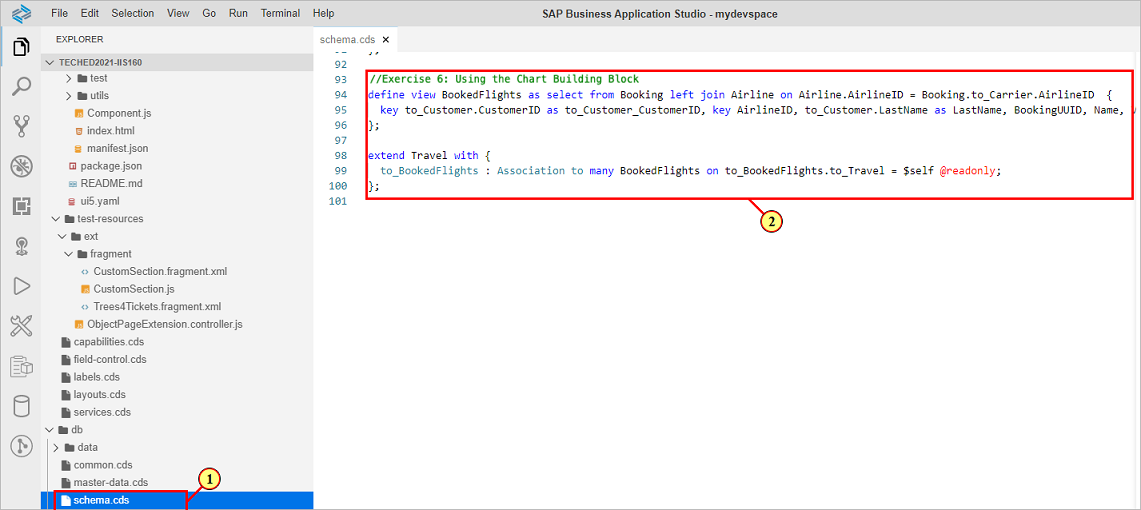 File Edit Selection View Go Run Terminal Help
SAP Business Application Studio - mydevspace
EXPLORER
TECHED2021-IIS160
test
utils
Component.js
index.html
manifest.json
package.json
README.md
ui5.yaml
test-resources
ext
fragment
CustomSection.fragment.xml
CustomSection.js
Trees4Tickets.fragment.xml
ObjectPageExtension.controller.js
capabilities.cds
field-control.cds
labels.cds
layouts.cds
services.cds
db
data
common.cds
master-data.cds
schema.cds
1
schema.cds
92
93 //Exercise 6: Using the Chart Building Block
94 define view BookedFlights as select from Booking left join Airline on Airline.AirlineID = Booking.to_Carrier.AirlineID {
95 key to_Customer.CustomerID as to_Customer_CustomerID, key AirlineID, to_Customer.LastName as LastName, BookingUUID, Name,
96 };
97
98 extend Travel with {
99 to_BookedFlights : Association to many BookedFlights on to_BookedFlights.to_Travel = $self @readonly;
100 };
101
2